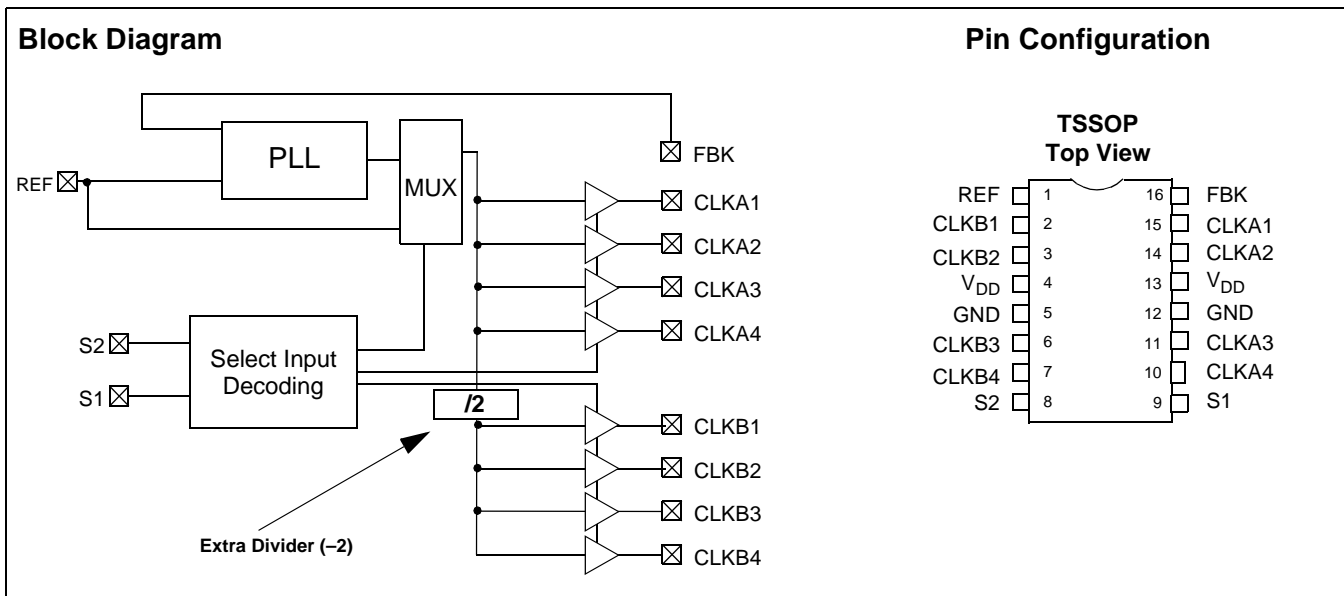 Block Diagram
PLL
MUX
REF
FBK
CLKA1
CLKA2
CLKA3
CLKA4
S2
S1
Select Input
Decoding
/2
CLKB1
CLKB2
CLKB3
CLKB4
Extra Divider (–2)
Pin Configuration
TSSOP
Top View
REF 1 16 FBK
CLKB1 2 15 CLKA1
CLKB2 3 14 CLKA2
VDD 4 13 VDD
GND 5 12 GND
CLKB3 6 11 CLKA3
CLKB4 7 10 CLKA4
S2 8 9 S1